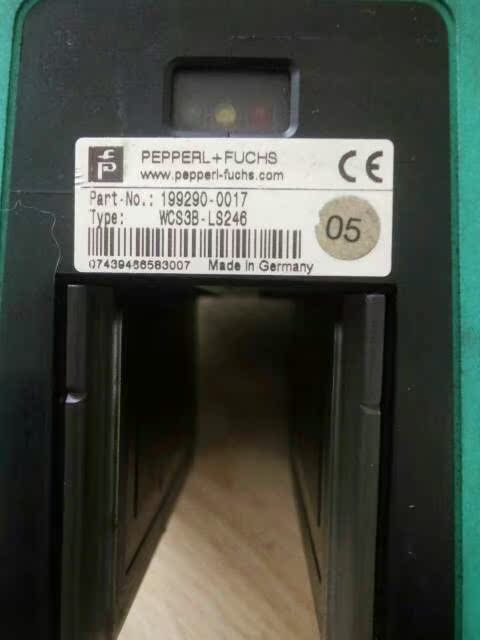 PEPPERL+FUCHS
www.pepperl-fuchs.com
CE
Part-No.: 199290-0017
Type: WCS3B-LS246
05
07439466583007 Made in Germany